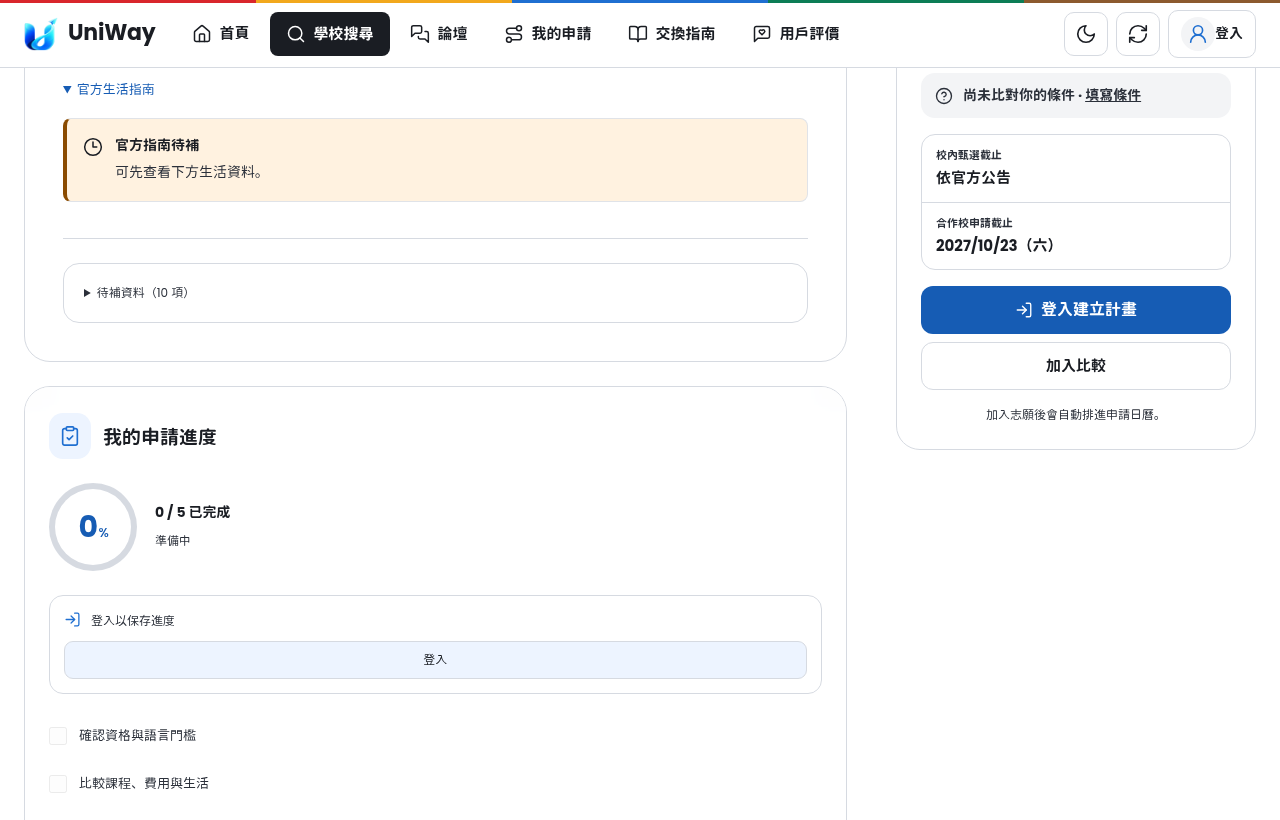 UniWay
首頁
學校搜尋
論壇
我的申請
交換指南
用戶評價
登入
▼ 官方生活指南
官方指南待補
可先查看下方生活資料。
▶ 待補資料（10 項）
我的申請進度
0%
0 / 5 已完成
準備中
登入以保存進度
登入
確認資格與語言門檻
比較課程、費用與生活
尚未比對你的條件 · 填寫條件
校內甄選截止
依官方公告
合作校申請截止
2027/10/23（六）
登入建立計畫
加入比較
加入志願後會自動排進申請日曆。